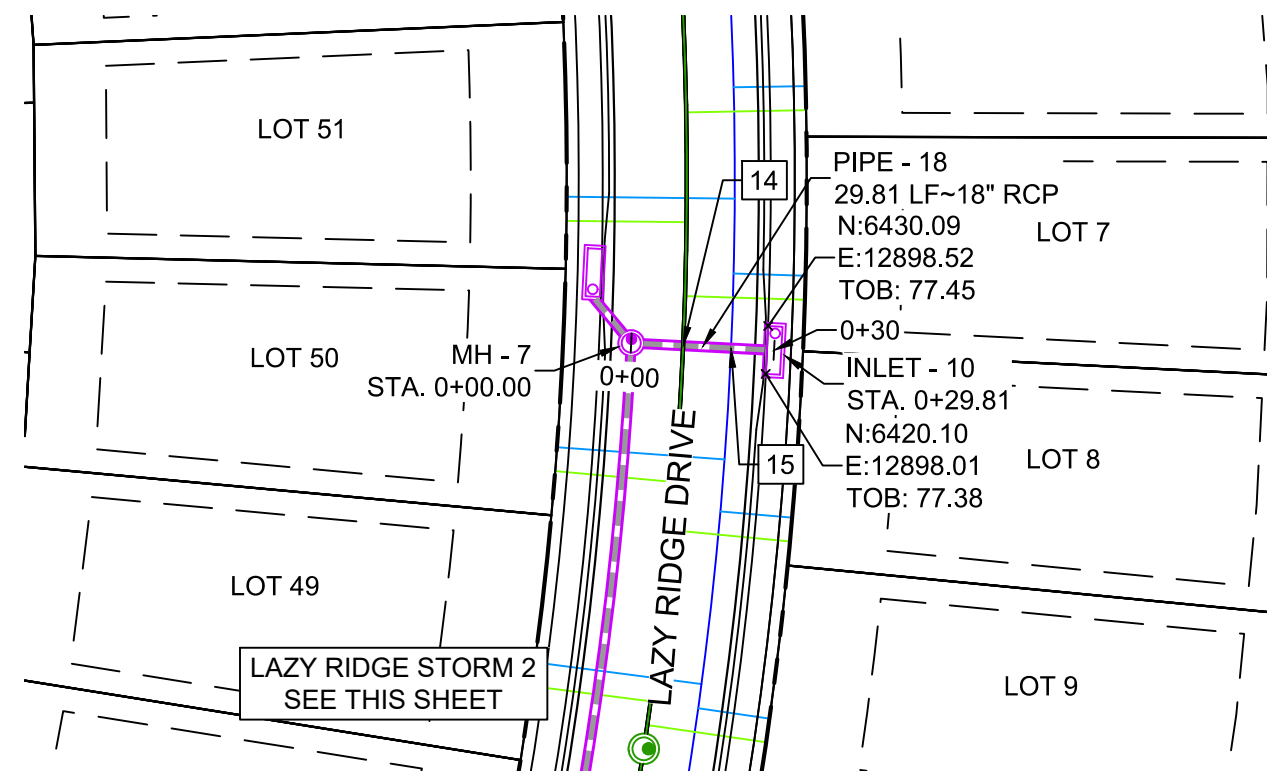 LOT 51
14
PIPE - 18
29.81 LF~18" RCP
N:6430.09
E:12898.52
TOB: 77.45
LOT 7
0+30
LOT 50
MH - 7
STA. 0+00.00
0+00
INLET - 10
STA. 0+29.81
N:6420.10
E:12898.01
TOB: 77.38
15
LOT 8
LAZY RIDGE DRIVE
LOT 49
LAZY RIDGE STORM 2
SEE THIS SHEET
LOT 9